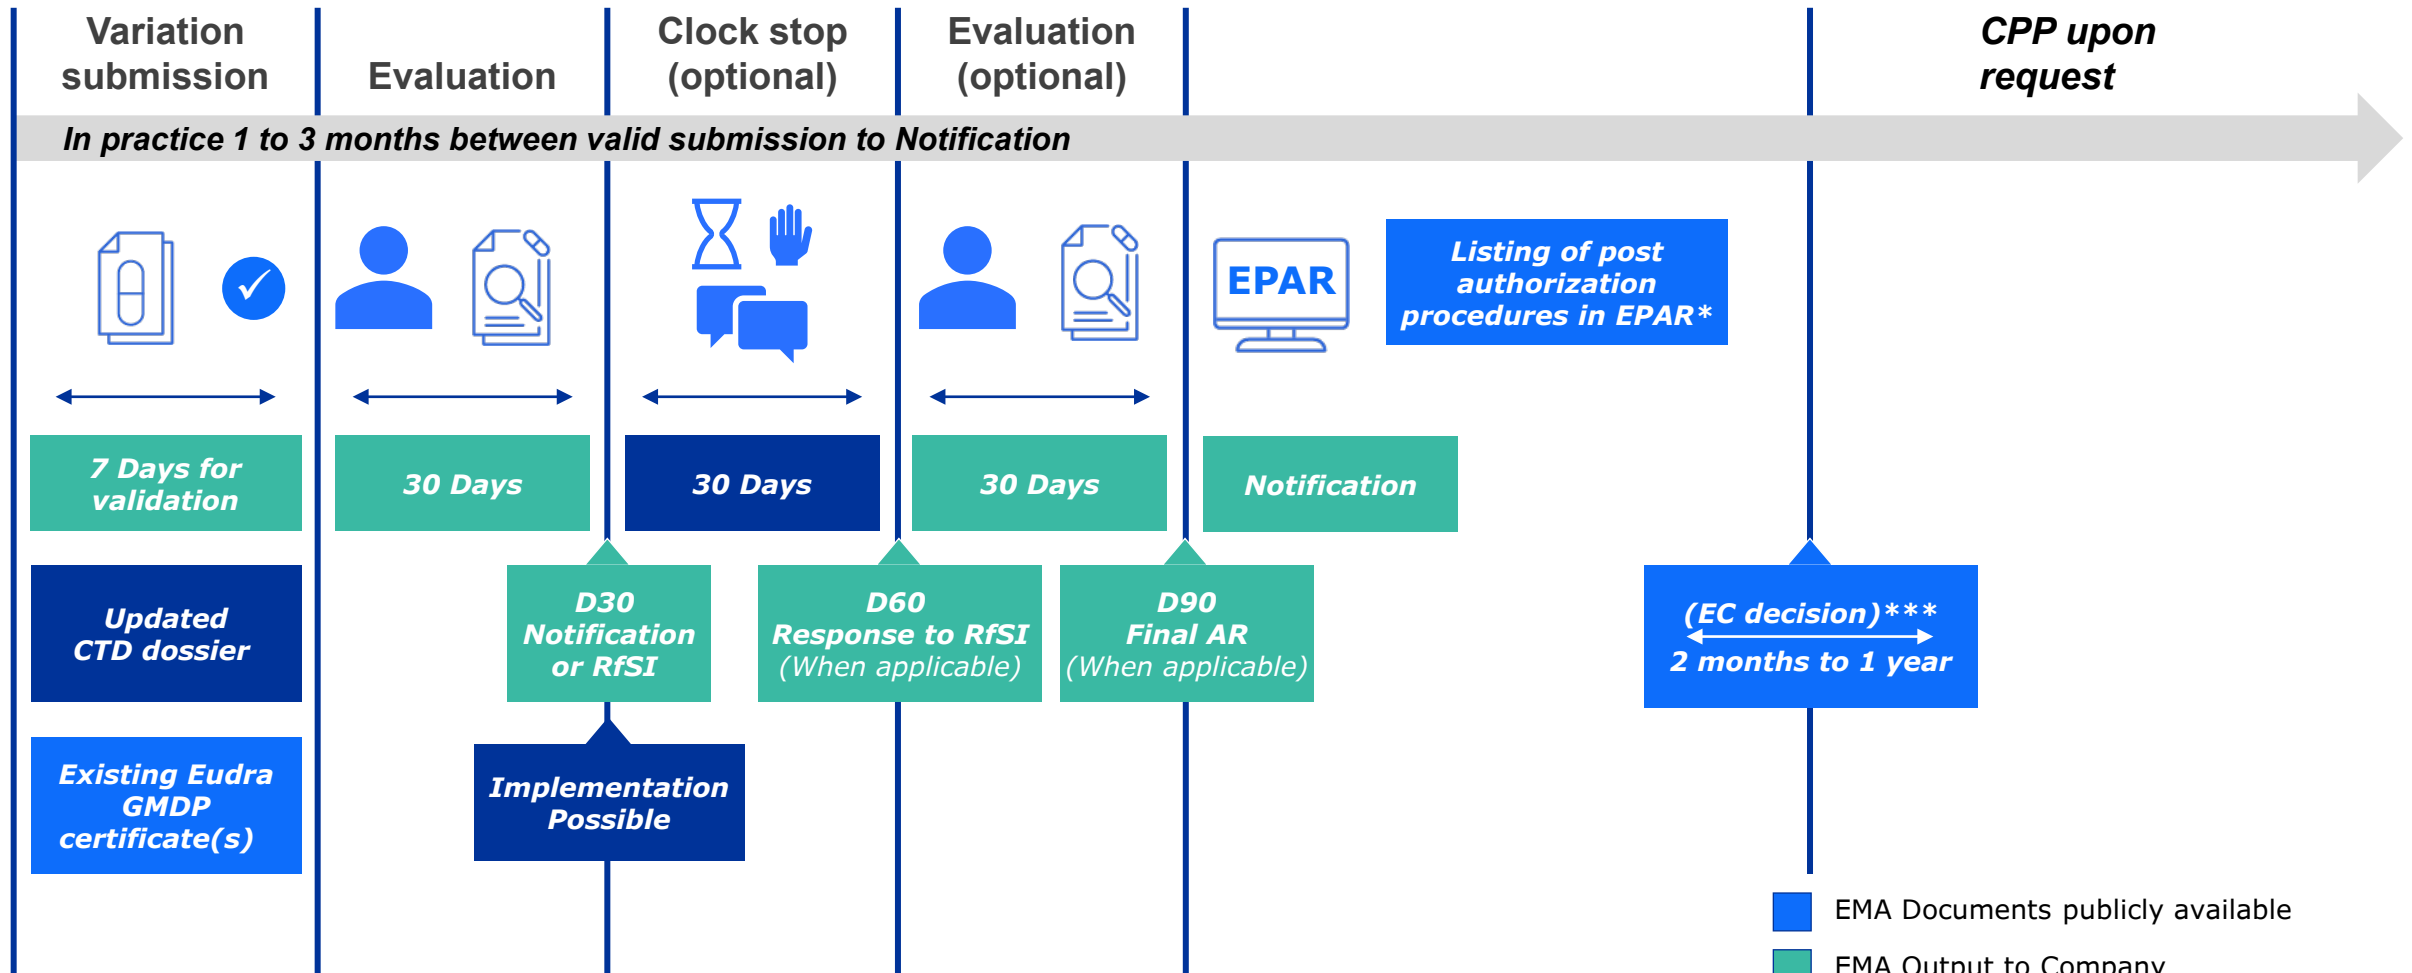 Variation
submission
Evaluation
Clock stop
(optional)
Evaluation
(optional)
CPP upon
request
In practice 1 to 3 months between valid submission to Notification
EPAR
Listing of post
authorization
procedures in EPAR*
7 Days for
validation
30 Days
30 Days
30 Days
Notification
Updated
CTD dossier
D30
Notification
or RfSI
D60
Response to RfSI
(When applicable)
D90
Final AR
(When applicable)
(EC decision)***
2 months to 1 year
Existing Eudra
GMDP
certificate(s)
Implementation
Possible
EMA Documents publicly available
EMA Output to Company